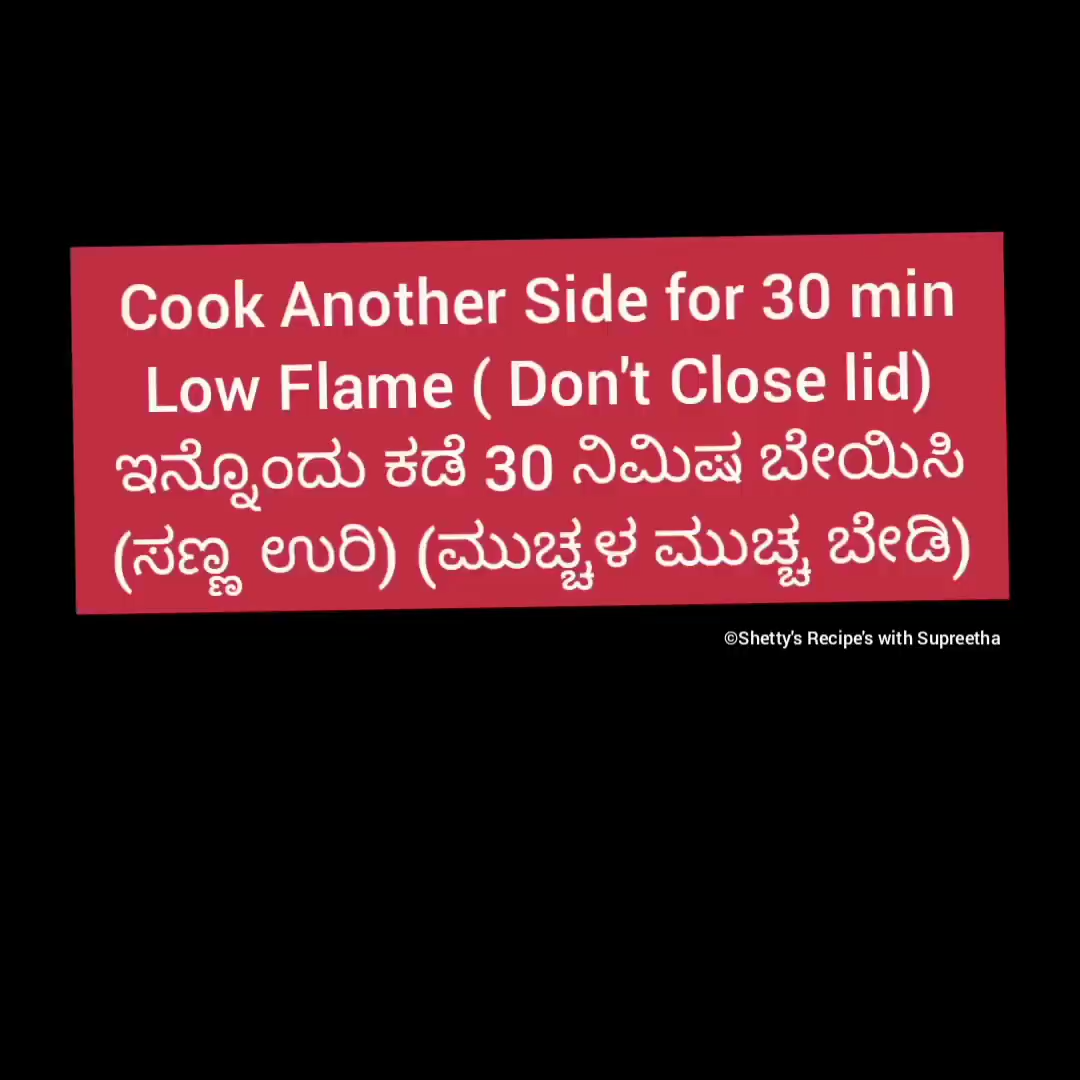 Cook Another Side for 30 min
Low Flame ( Don't Close lid)
ಇನ್ನೊಂದು ಕಡೆ 30 ನಿಮಿಷ ಬೇಯಿಸಿ
(ಸಣ್ಣ ಉರಿ) (ಮುಚ್ಚಳ ಮುಚ್ಚ ಬೇಡಿ)
©Shetty's Recipe's with Supreetha